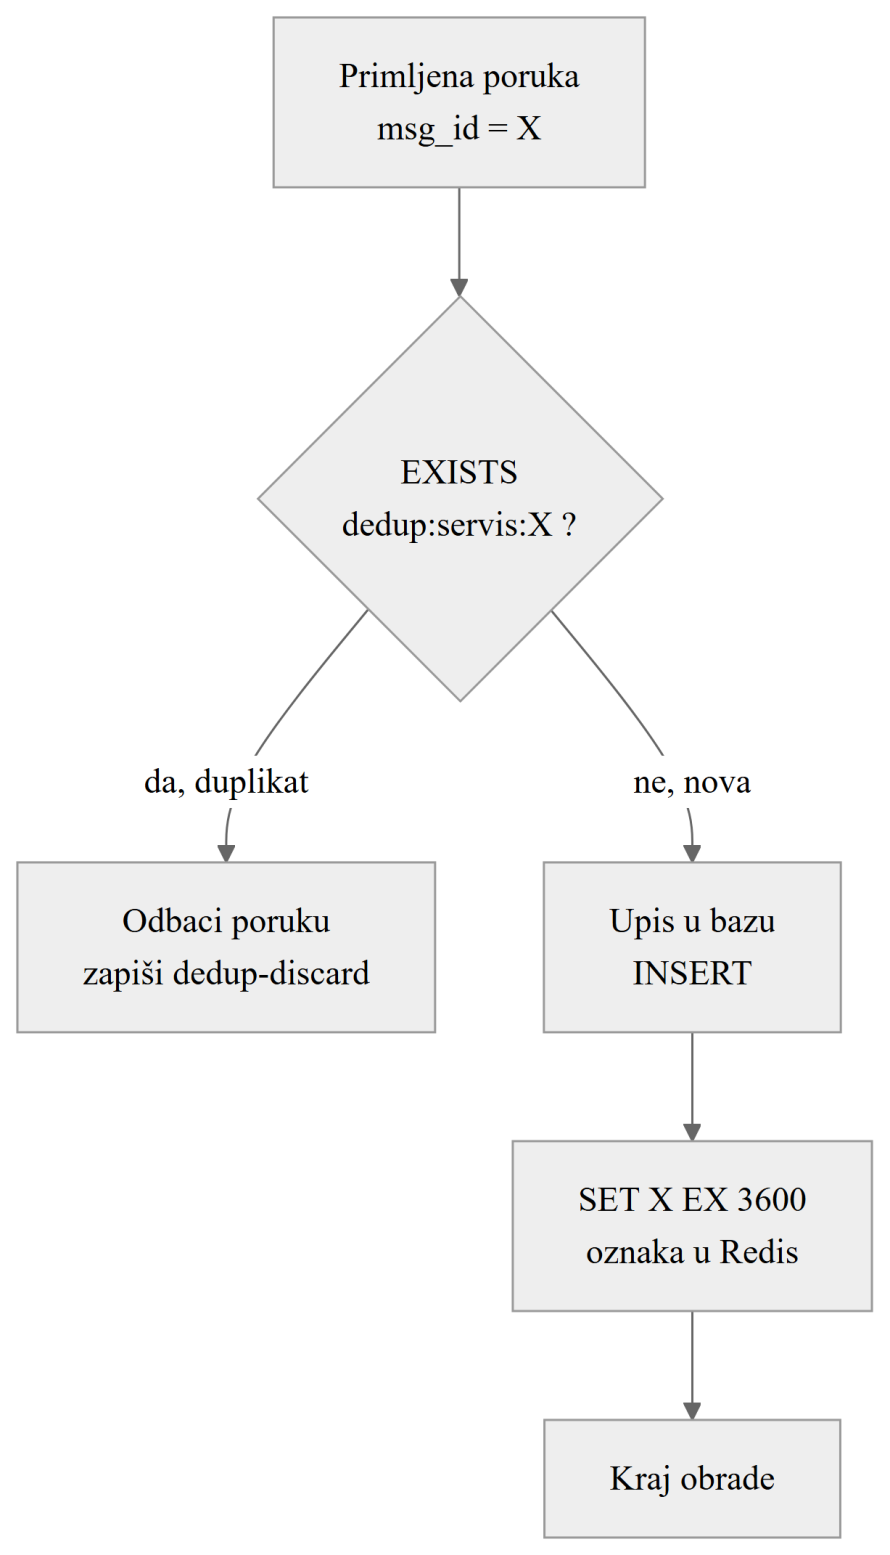 Primljena poruka
msg_id = X
EXISTS
dedup:servis:X ?
da, duplikat
ne, nova
Odbaci poruku
zapiši dedup-discard
Upis u bazu
INSERT
SET X EX 3600
oznaka u Redis
Kraj obrade